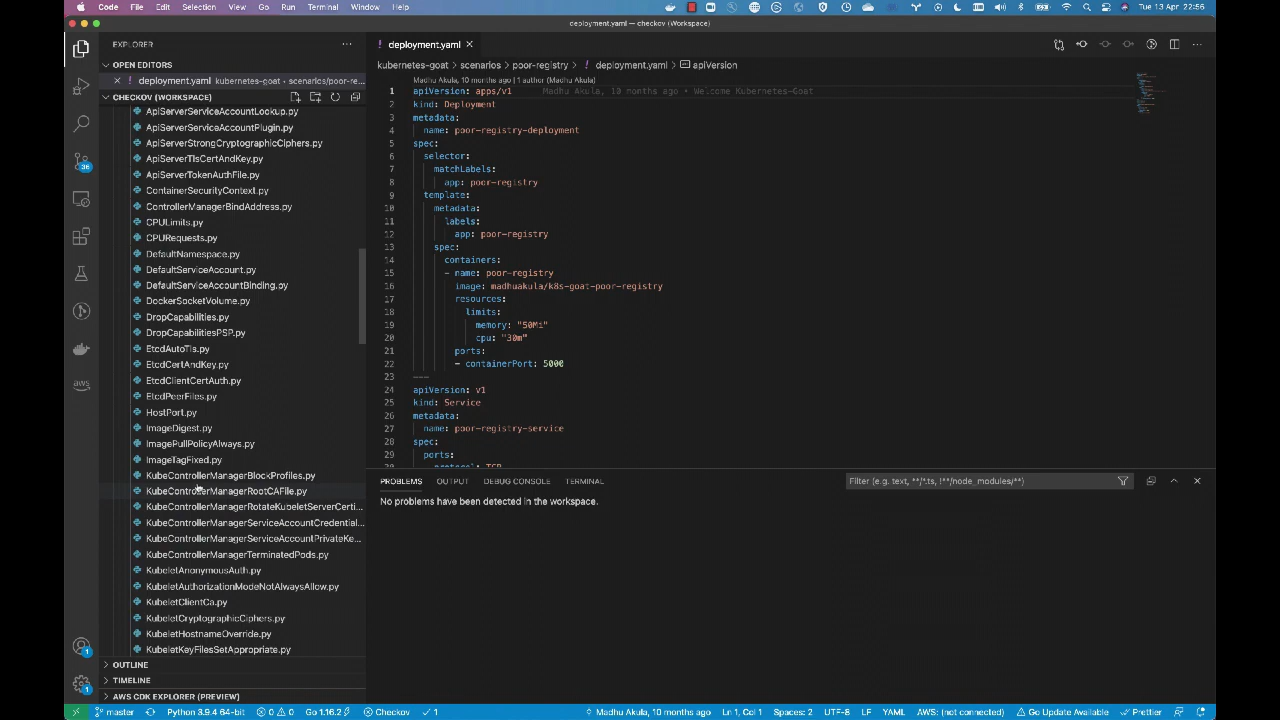 Code File Edit Selection View Go Run Terminal Window Help
Tue 13 Apr 22:56
deployment.yaml — checkov (Workspace)
EXPLORER
OPEN EDITORS
deployment.yaml kubernetes-goat • scenarios/poor-re...
CHECKOV (WORKSPACE)
ApiServerServiceAccountLookup.py
ApiServerServiceAccountPlugin.py
ApiServerStrongCryptographicCiphers.py
ApiServerTlsCertAndKey.py
ApiServerTokenAuthFile.py
ContainerSecurityContext.py
ControllerManagerBindAddress.py
CPULimits.py
CPURequests.py
DefaultNamespace.py
DefaultServiceAccount.py
DefaultServiceAccountBinding.py
DockerSocketVolume.py
DropCapabilities.py
DropCapabilitiesPSP.py
EtcdAutoTls.py
EtcdCertAndKey.py
EtcdClientCertAuth.py
EtcdPeerFiles.py
HostPort.py
ImageDigest.py
ImagePullPolicyAlways.py
ImageTagFixed.py
KubeControllerManagerBlockProfiles.py
KubeControllerManagerRootCAFile.py
KubeControllerManagerRotateKubeletServerCerti...
KubeControllerManagerServiceAccountCredential...
KubeControllerManagerServiceAccountPrivateKe...
KubeControllerManagerTerminatedPods.py
KubeletAnonymousAuth.py
KubeletAuthorizationModeNotAlwaysAllow.py
KubeletClientCa.py
KubeletCryptographicCiphers.py
KubeletHostnameOverride.py
KubeletKeyFilesSetAppropriate.py
OUTLINE
TIMELINE
AWS CDK EXPLORER (PREVIEW)
36
1
1
deployment.yaml
kubernetes-goat > scenarios > poor-registry > deployment.yaml > apiVersion
Madhu Akula, 10 months ago | 1 author (Madhu Akula)
1 apiVersion: apps/v1 Madhu Akula, 10 months ago • Welcome Kubernetes-Goat
2 kind: Deployment
3 metadata:
4 name: poor-registry-deployment
5 spec:
6 selector:
7 matchLabels:
8 app: poor-registry
9 template:
10 metadata:
11 labels:
12 app: poor-registry
13 spec:
14 containers:
15 - name: poor-registry
16 image: madhuakula/k8s-goat-poor-registry
17 resources:
18 limits:
19 memory: "50Mi"
20 cpu: "30m"
21 ports:
22 - containerPort: 5000
23 ---
24 apiVersion: v1
25 kind: Service
26 metadata:
27 name: poor-registry-service
28 spec:
29 ports:
PROBLEMS OUTPUT DEBUG CONSOLE TERMINAL
Filter (e.g. text, **/*.ts, !**/node_modules/**)
No problems have been detected in the workspace.
master Python 3.9.4 64-bit 0 0 Go 1.16.2 Checkov 1 Madhu Akula, 10 months ago Ln 1, Col 1 Spaces: 2 UTF-8 LF YAML AWS: (not connected) Go Update Available Prettier